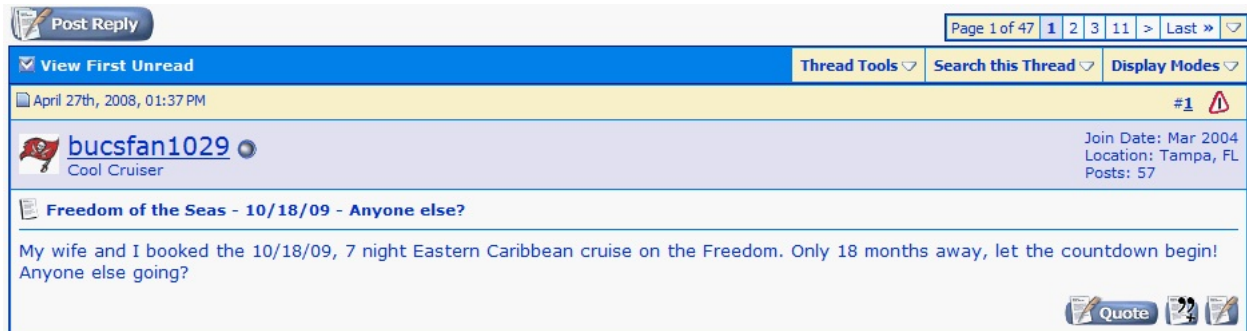 Post Reply
Page 1 of 47 1 2 3 11 > Last »
View First Unread Thread Tools Search this Thread Display Modes
April 27th, 2008, 01:37 PM #1
bucsfan1029 Join Date: Mar 2004
Cool Cruiser Location: Tampa, FL
Posts: 57
Freedom of the Seas - 10/18/09 - Anyone else?
My wife and I booked the 10/18/09, 7 night Eastern Caribbean cruise on the Freedom. Only 18 months away, let the countdown begin!
Anyone else going?
Quote